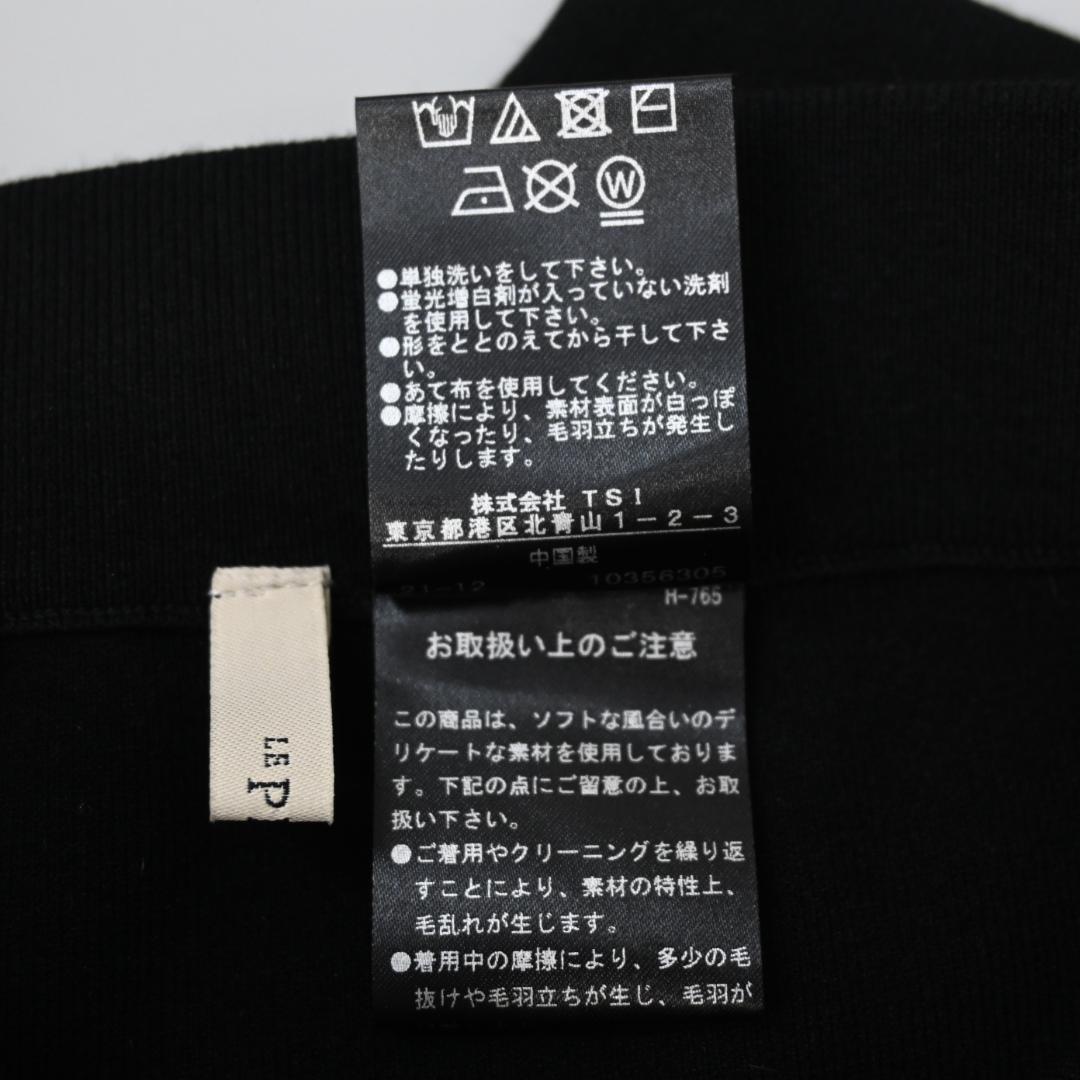 W
●単独洗いをして下さい。
●蛍光増白剤が入っていない洗剤
を使用して下さい。
●形をととのえてから干して下さ
い。
●あて布を使用してください。
●摩擦により、素材表面が白っぽ
くなったり、毛羽立ちが発生し
たりします。
株式会社 TSI
東京都港区北青山1-2-3
中国製
21-12 10356305
H-765
お取扱い上のご注意
この商品は、ソフトな風合いのデ
リケートな素材を使用しておりま
す。下記の点にご留意の上、お取
扱い下さい。
●ご着用やクリーニングを繰り返
すことにより、素材の特性上、
毛乱れが生じます。
●着用中の摩擦により、多少の毛
抜けや毛羽立ちが生じ、毛羽が
LE
P